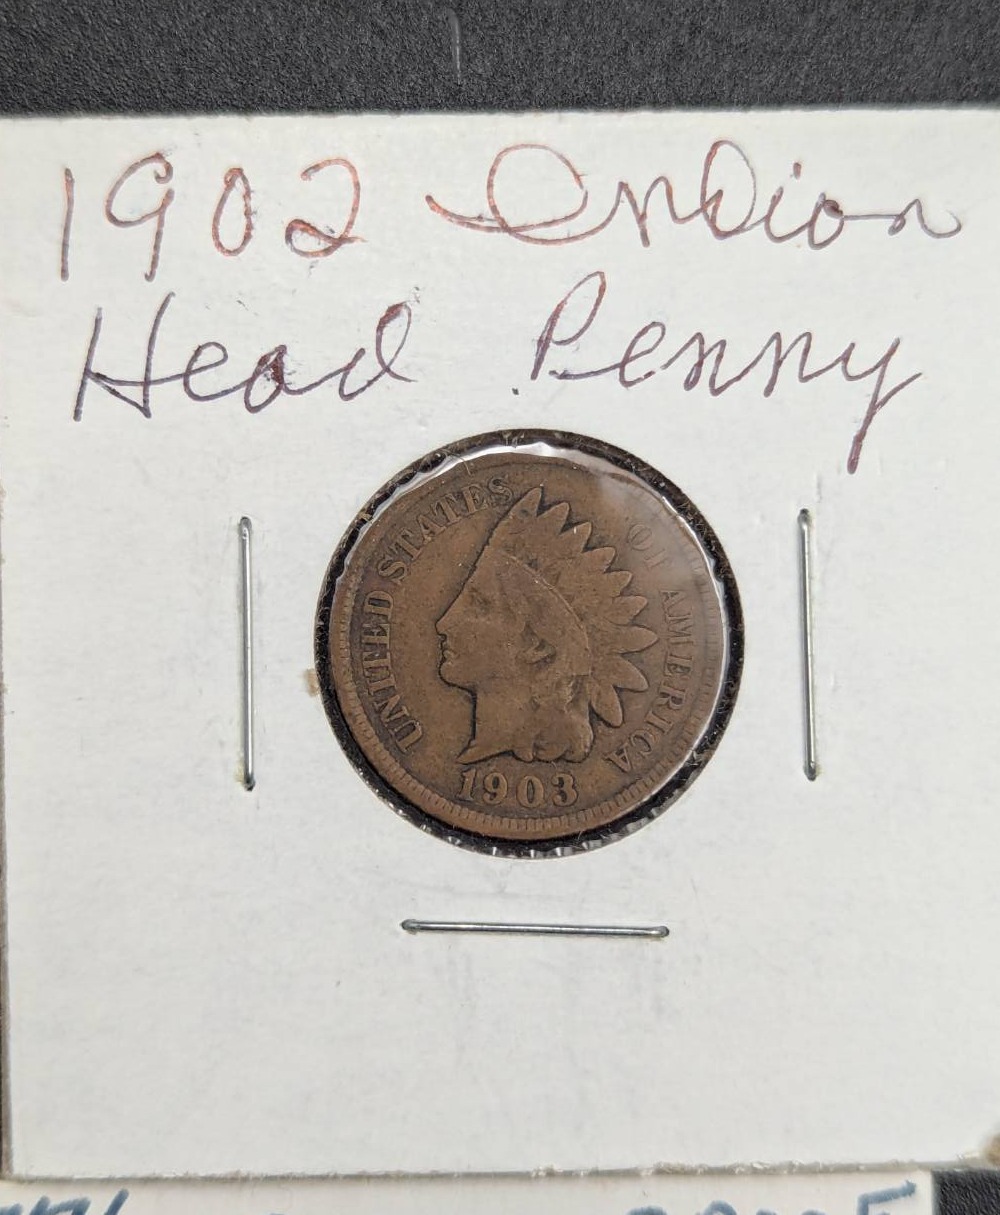 1902 Indian
Head Penny
UNITED STATES OF AMERICA
1903